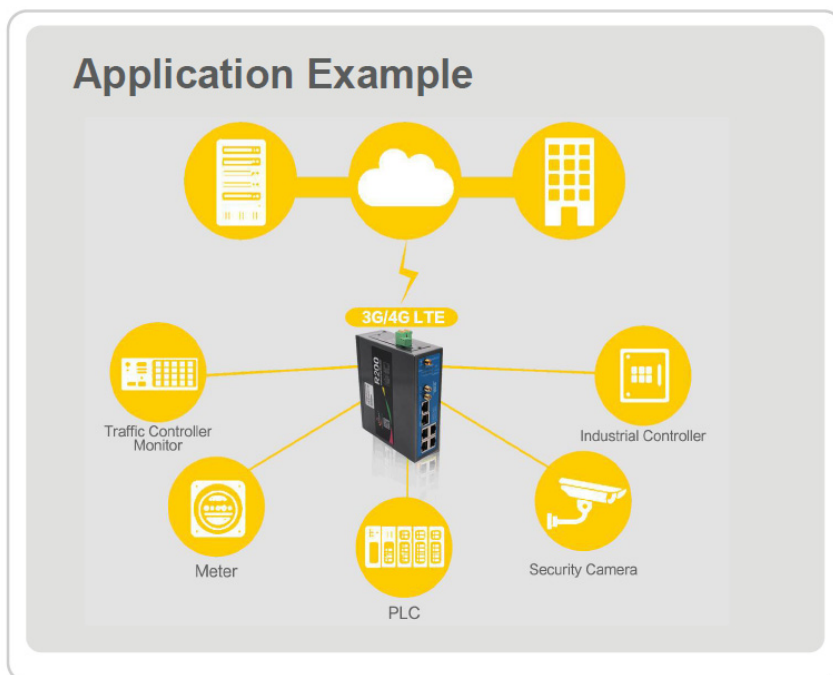 Application Example
3G/4G LTE
R200
Traffic Controller
Monitor
Industrial Controller
Meter
Security Camera
PLC